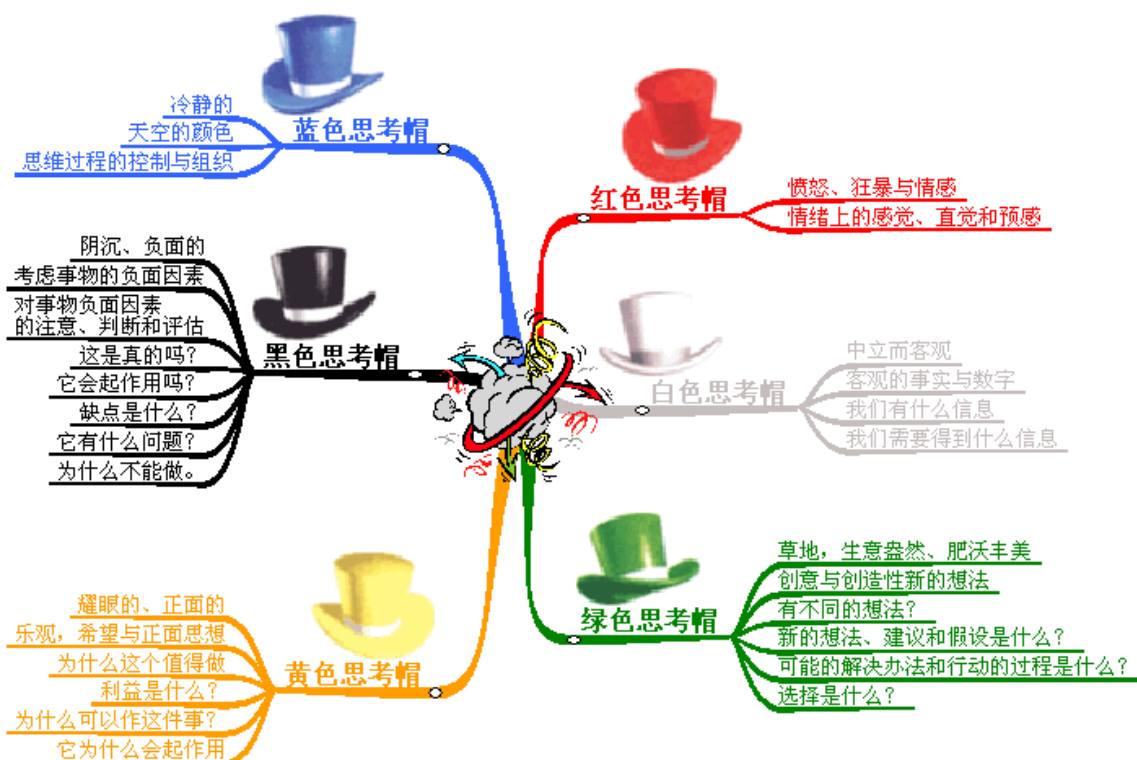 冷静的
天空的颜色
思维过程的控制与组织
蓝色思考帽
红色思考帽
愤怒、狂暴与情感
情绪上的感觉、直觉和预感
阴沉、负面的
考虑事物的负面因素
对事物负面因素
的注意、判断和评估
这是真的吗?
它会起作用吗?
缺点是什么?
它有什么问题?
为什么不能做。
黑色思考帽
白色思考帽
中立而客观
客观的事实与数字
我们有什么信息
我们需要得到什么信息
耀眼的、正面的
乐观,希望与正面思想
为什么这个值得做
利益是什么?
为什么可以作这件事?
它为什么会起作用
黄色思考帽
绿色思考帽
草地,生意盎然、肥沃丰美
创意与创造性新的想法
有不同的想法?
新的想法、建议和假设是什么?
可能的解决办法和行动的过程是什么?
选择是什么?